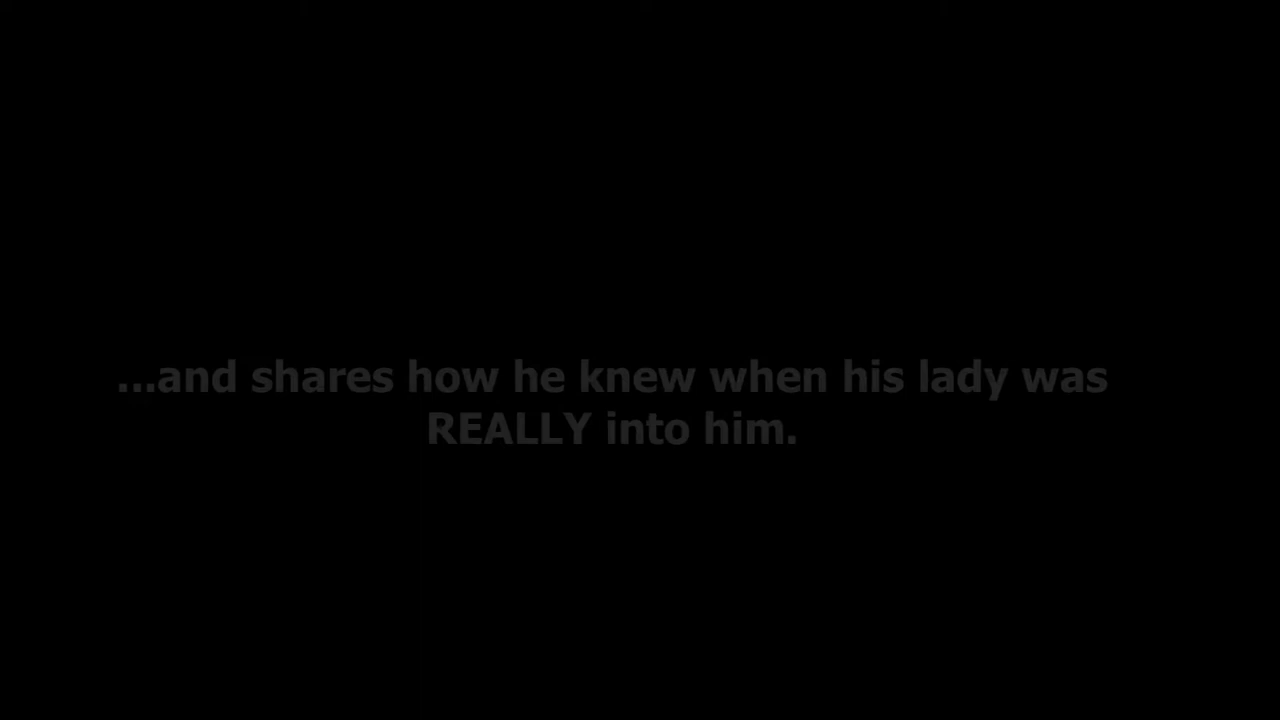 ...and shares how he knew when his lady was
REALLY into him.